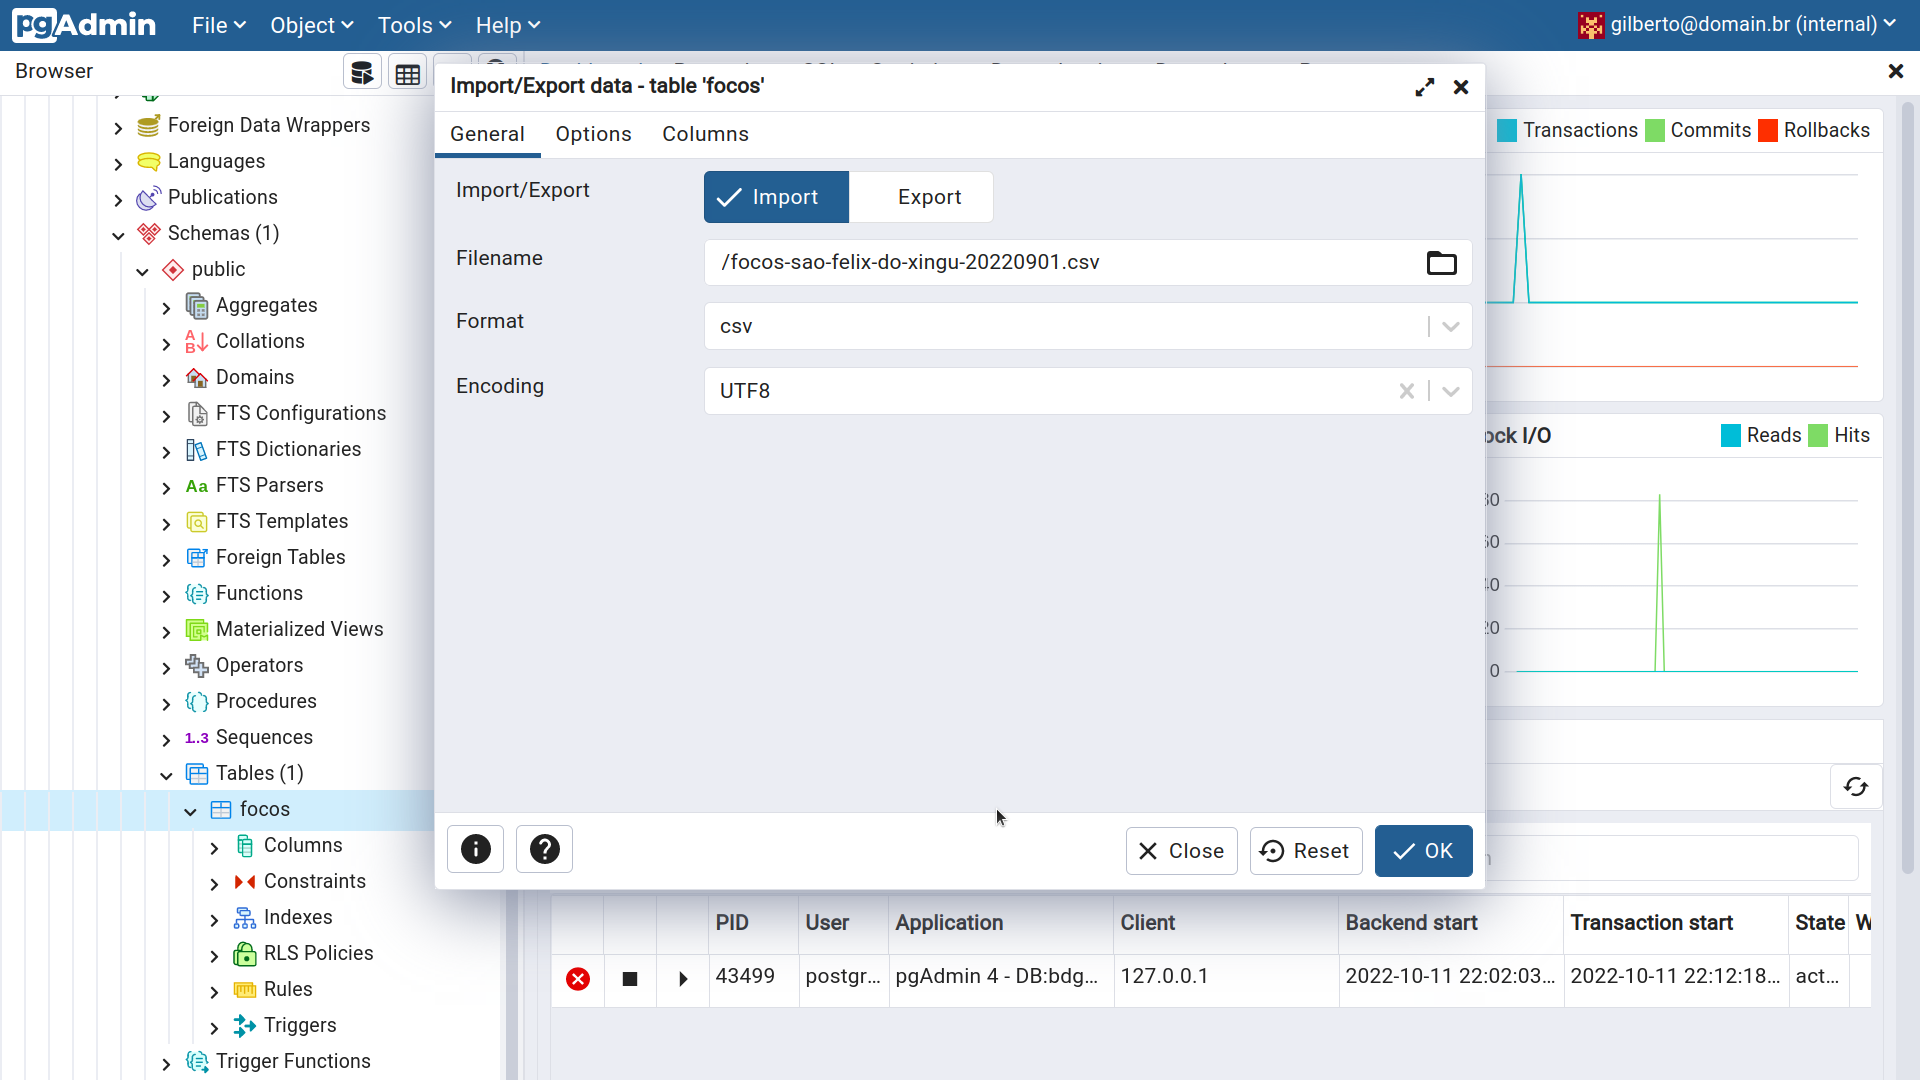 pgAdmin File Object Tools Help gilberto@domain.br (internal)
Browser
Import/Export data - table 'focos'
General Options Columns
Import/Export Import Export
Filename /focos-sao-felix-do-xingu-20220901.csv
Format csv
Encoding UTF8
Close Reset OK
Foreign Data Wrappers
Languages
Publications
Schemas (1)
public
Aggregates
Collations
Domains
FTS Configurations
FTS Dictionaries
Aa FTS Parsers
FTS Templates
Foreign Tables
Functions
Materialized Views
Operators
Procedures
1..3 Sequences
Tables (1)
focos
Columns
Constraints
Indexes
RLS Policies
Rules
Triggers
Trigger Functions
Transactions Commits Rollbacks
ock I/O Reads Hits
20
0
PID User Application Client Backend start Transaction start State W
43499 postgr... pgAdmin 4 - DB:bdg... 127.0.0.1 2022-10-11 22:02:03... 2022-10-11 22:12:18... act...